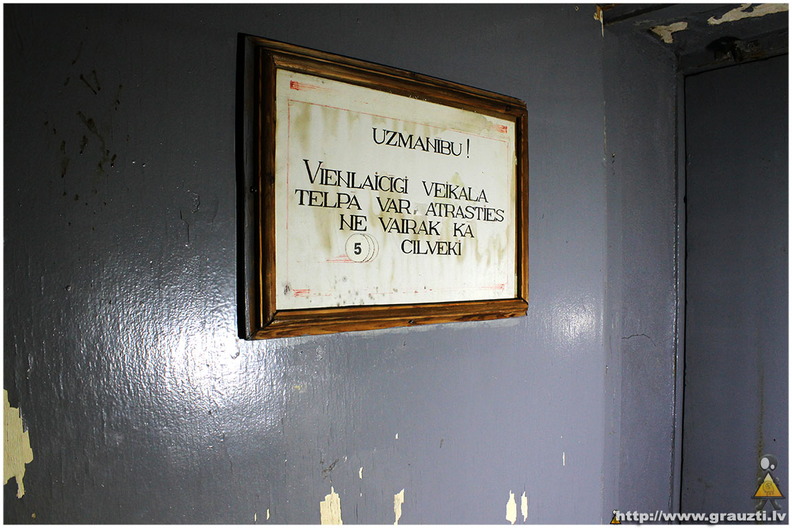 UZMANIBU!
VIENLAICIGI VEIKALA
TELPA VAR ATRASTIES
NE VAIRAK KA
5 CILVEKI
http://www.grauzti.lv